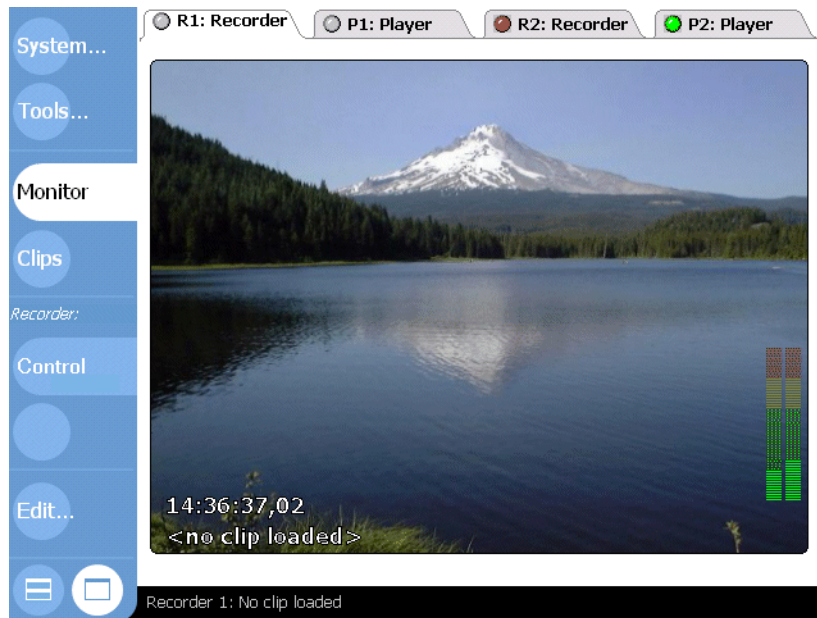 R1: Recorder
P1: Player
R2: Recorder
P2: Player
System...
Tools...
Monitor
Clips
Recorder:
Control
Edit...
14:36:37,02
<no clip loaded>
Recorder 1: No clip loaded